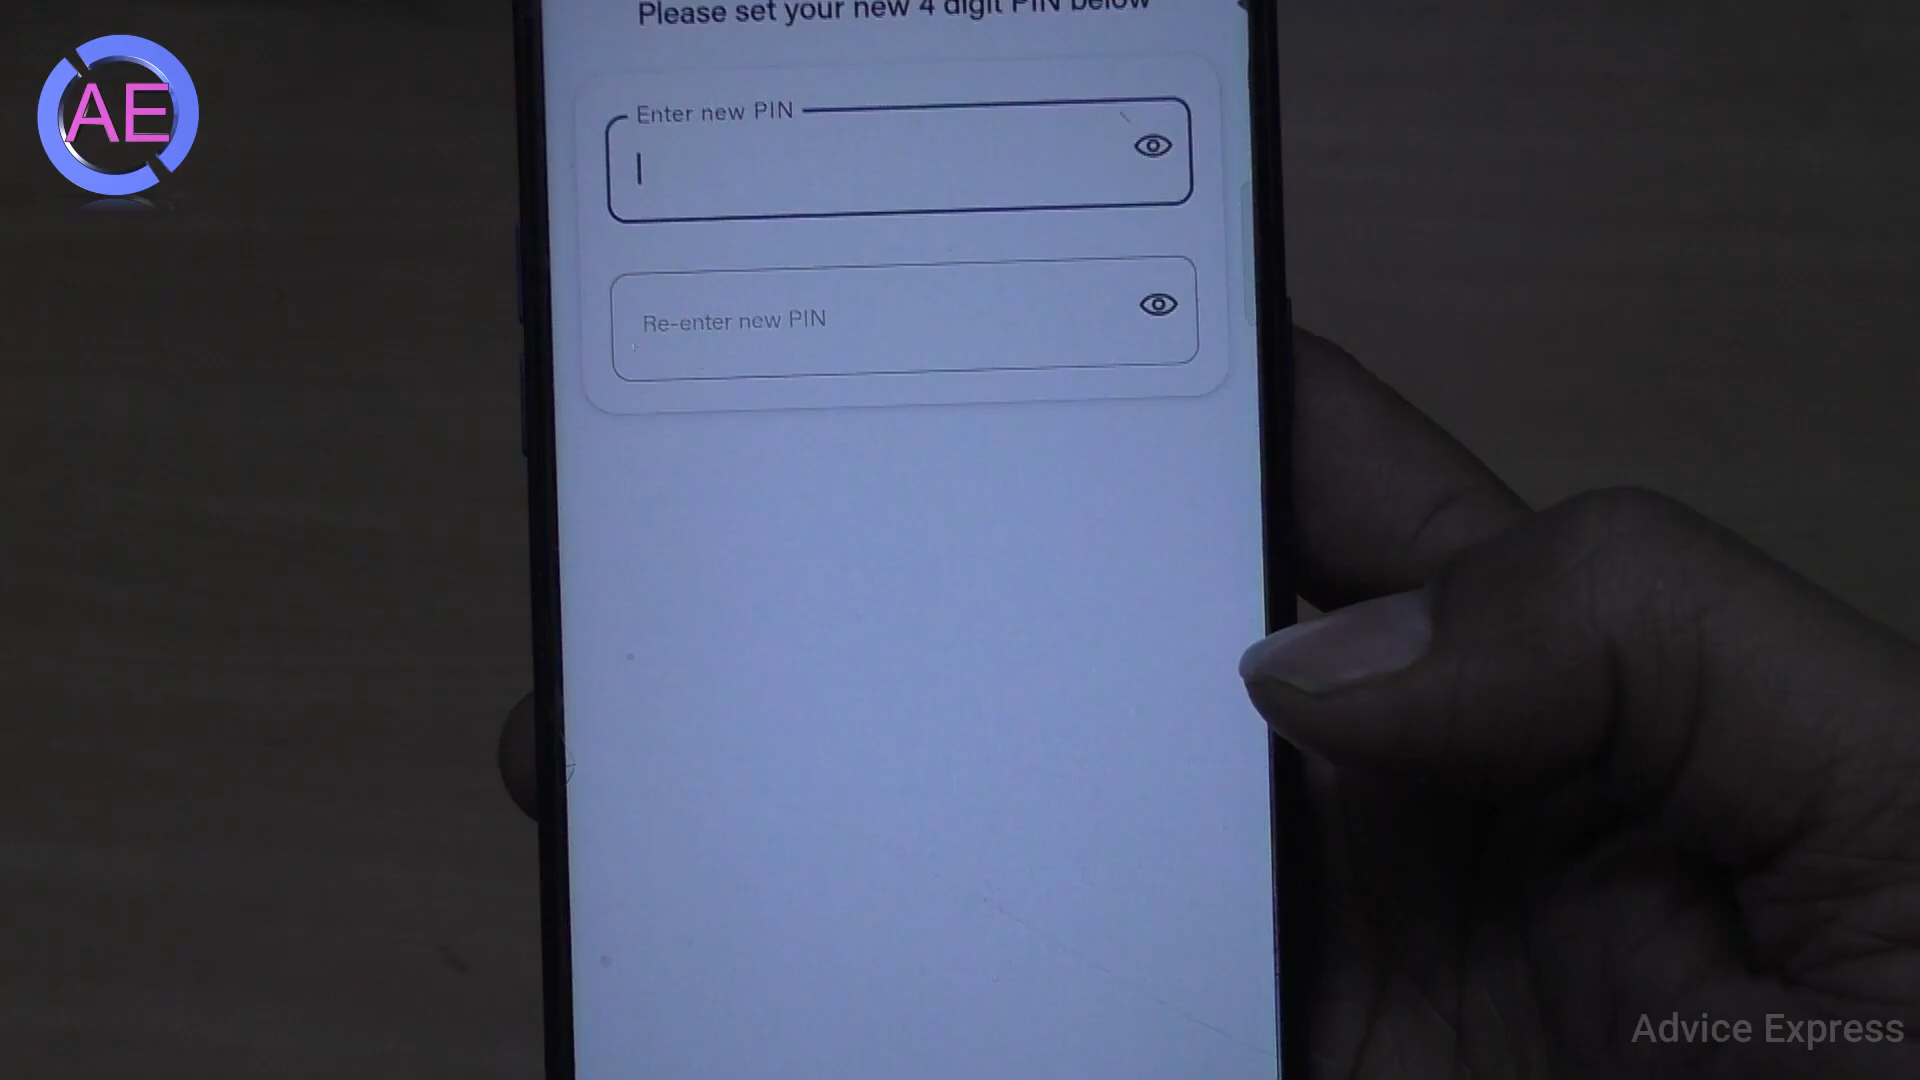 Please set your new 4 digit PIN below
AE
Enter new PIN
Re-enter new PIN
Advice Express